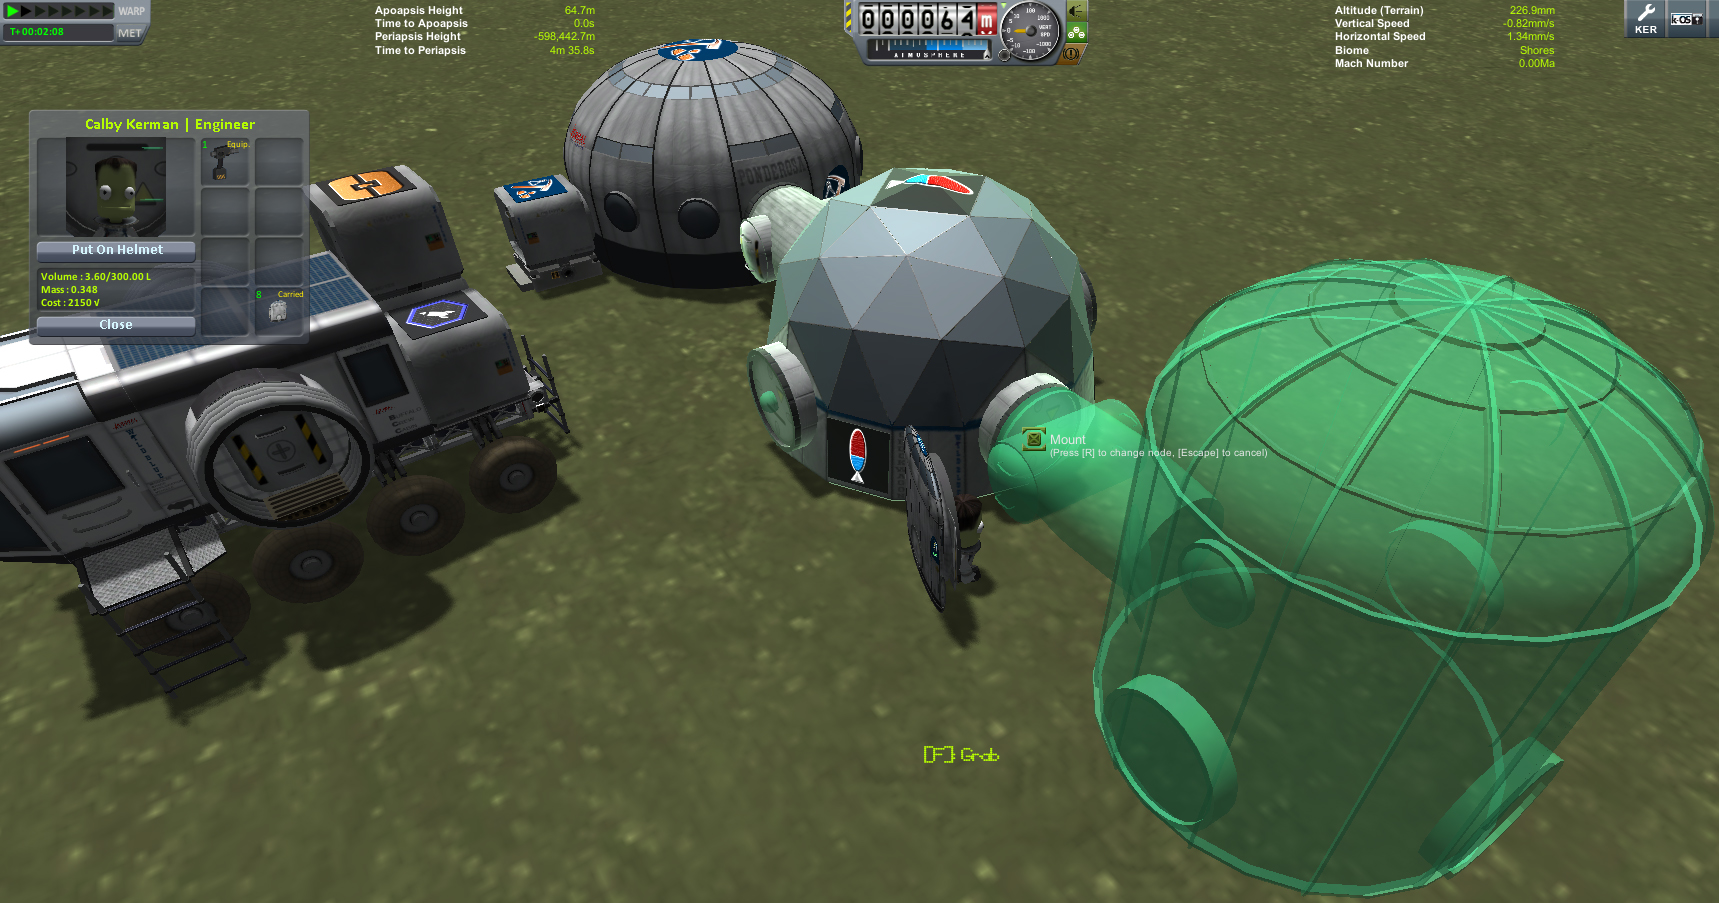 WARP
T+00:02:08
MET
Apoapsis Height 64.7m
Time to Apoapsis 0.0s
Periapsis Height -598,442.7m
Time to Periapsis 4m 35.8s
000064 m
ATMOSPHERE
Altitude (Terrain) 226.9mm
Vertical Speed -0.82mm/s
Horizontal Speed 1.34mm/s
Biome Shores
Mach Number 0.00Ma
KER
kOS
Calby Kerman | Engineer
1 Equip.
Put On Helmet
Volume : 3.60/300.00 L
Mass : 0.348
Cost : 2150 √
8 Carried
Close
PONDEROSA
Mount
(Press [R] to change node, [Escape] to cancel)
[F] Grab